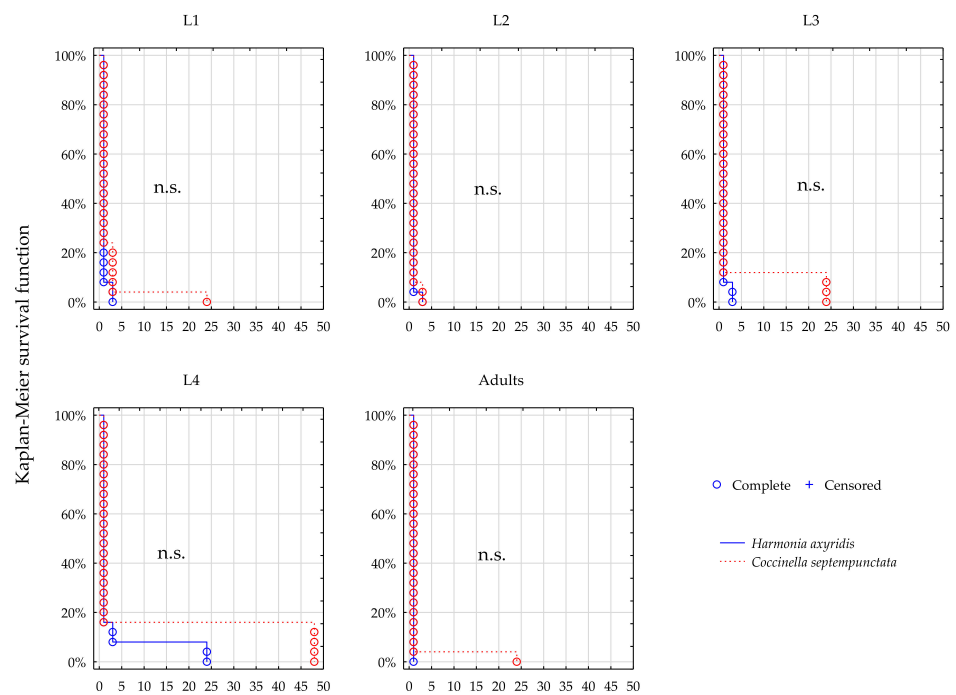 L1
L2
L3
100%
80%
60%
40%
20%
0%
n.s.
0 5 10 15 20 25 30 35 40 45 50
100%
80%
60%
40%
20%
0%
n.s.
0 5 10 15 20 25 30 35 40 45 50
100%
80%
60%
40%
20%
0%
n.s.
0 5 10 15 20 25 30 35 40 45 50
Kaplan-Meier survival function
L4
Adults
100%
80%
60%
40%
20%
0%
n.s.
0 5 10 15 20 25 30 35 40 45 50
100%
80%
60%
40%
20%
0%
n.s.
0 5 10 15 20 25 30 35 40 45 50
Complete Censored
Harmonia axyridis
Coccinella septempunctata